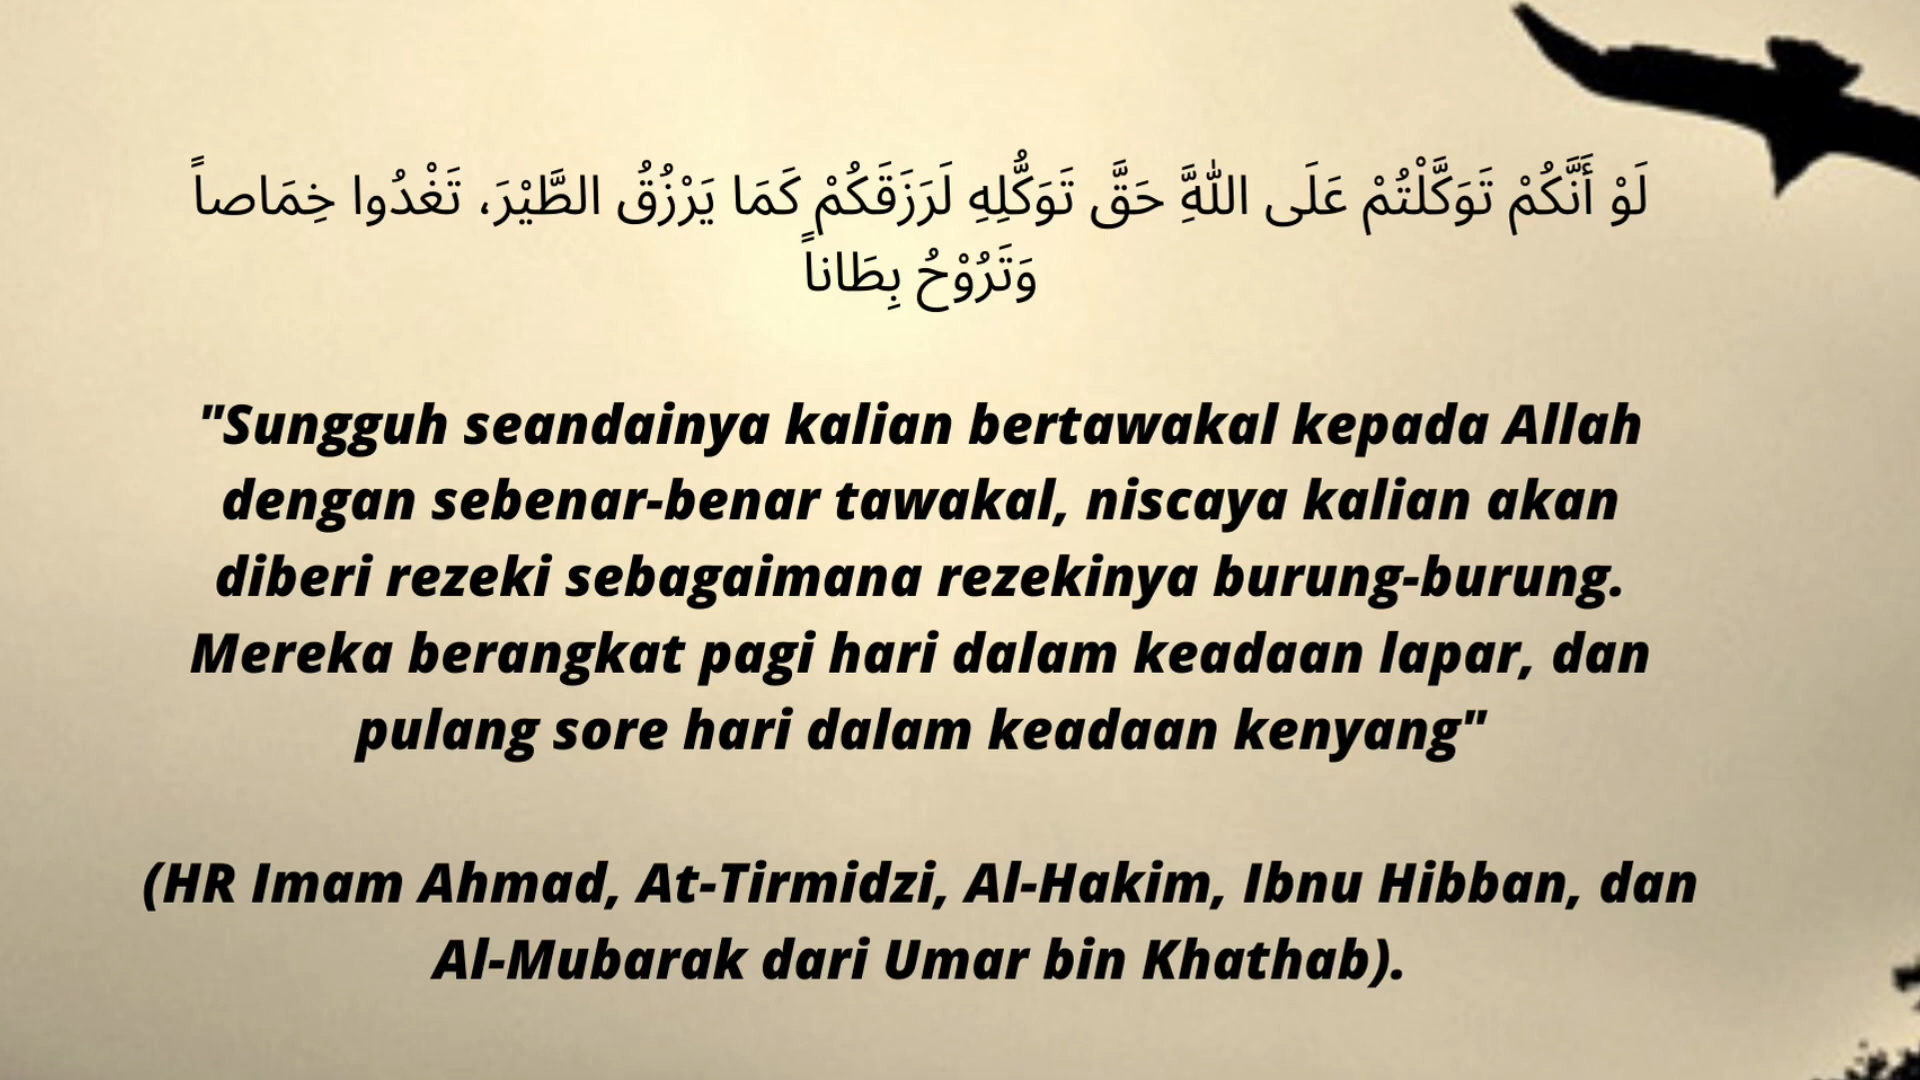 لَوْ أَنَّكُمْ تَوَكَّلْتُمْ عَلَى اللَّهِ حَقَّ تَوَكُّلِهِ لَرَزَقَكُمْ كَمَا يَرْزُقُ الطَّيْرَ، تَغْدُوا خِمَاصاً
وَتَرُوْحُ بِطَاناً
"Sungguh seandainya kalian bertawakal kepada Allah
dengan sebenar-benar tawakal, niscaya kalian akan
diberi rezeki sebagaimana rezekinya burung-burung.
Mereka berangkat pagi hari dalam keadaan lapar, dan
pulang sore hari dalam keadaan kenyang"
(HR Imam Ahmad, At-Tirmidzi, Al-Hakim, Ibnu Hibban, dan
Al-Mubarak dari Umar bin Khathab).